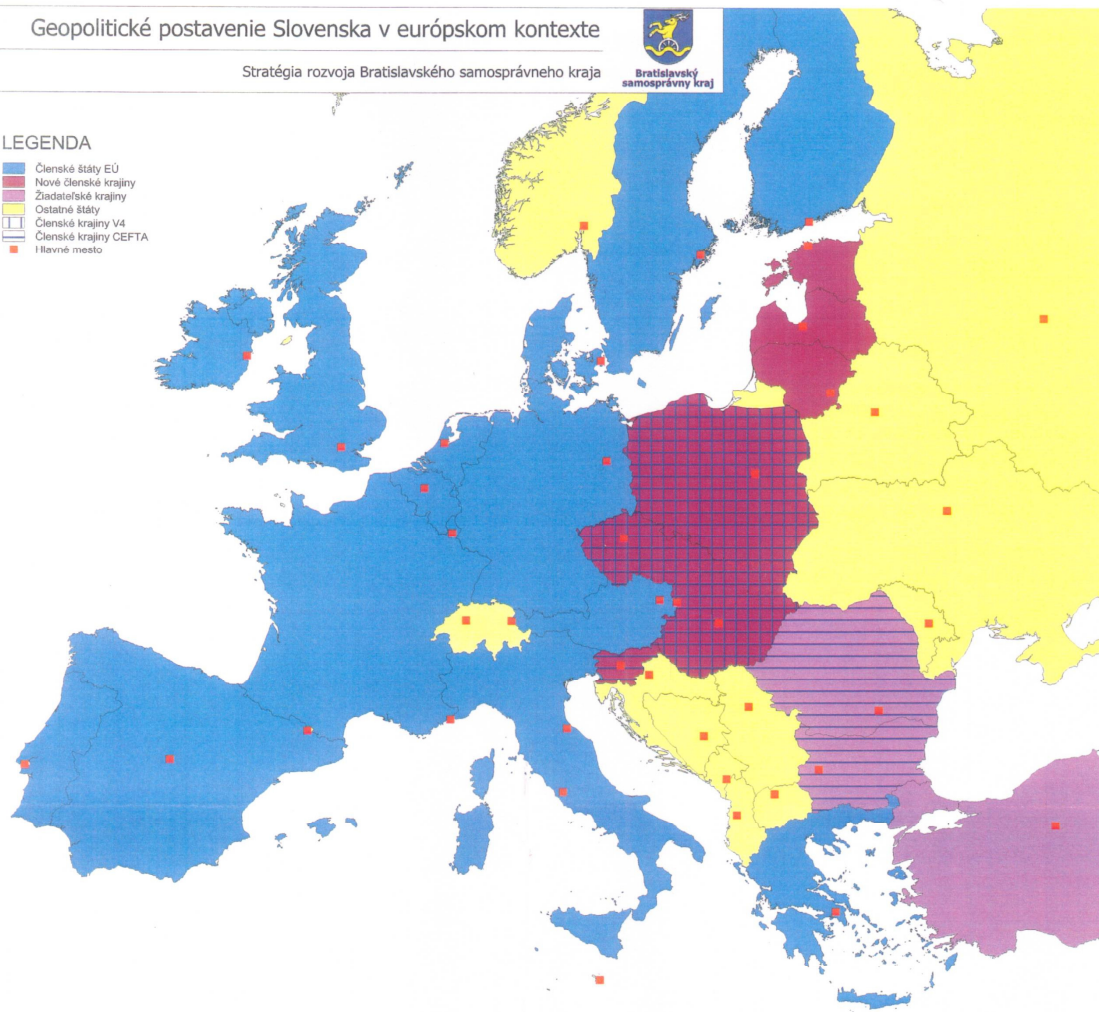 Geopolitické postavenie Slovenska v európskom kontexte
Stratégia rozvoja Bratislavského samosprávneho kraja
Bratislavský
samosprávny kraj
LEGENDA
Členské štáty EÚ
Nové členské krajiny
Žiadateľské krajiny
Ostatné štáty
Členské krajiny V4
Členské krajiny CEFTA
Hlavné mesto